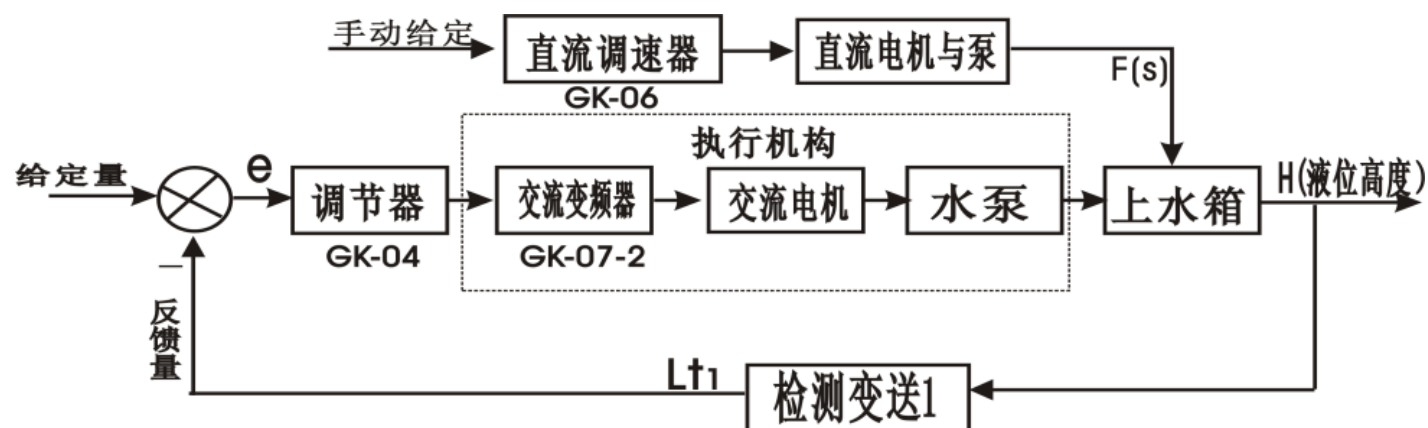 手动给定
直流调速器
GK-06
直流电机与泵
F(s)
执行机构
给定量
e
调节器
GK-04
交流变频器
GK-07-2
交流电机
水泵
上水箱
H(液位高度)
－
反馈量
Lt1
检测变送1